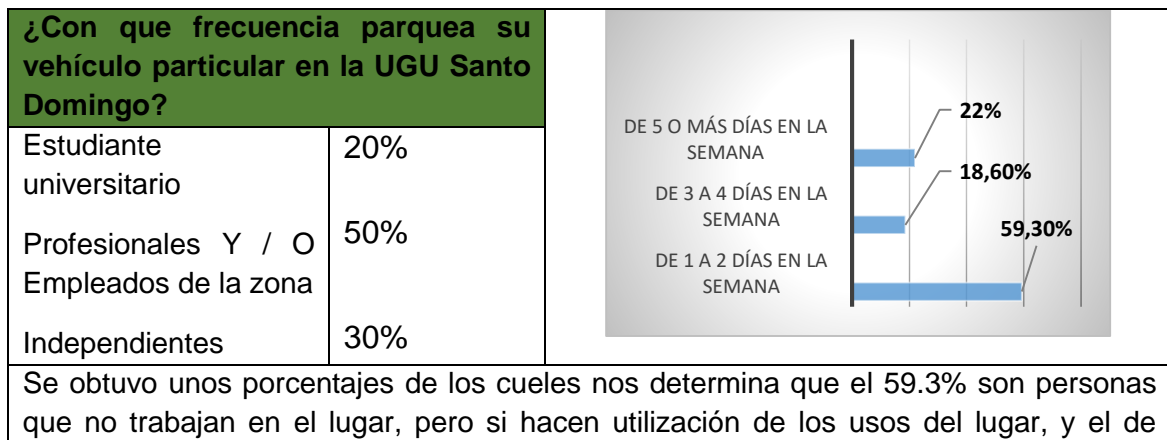 ¿Con que frecuencia parquea su
vehículo particular en la UGU Santo
Domingo?
Estudiante
universitario
20%
Profesionales Y / O
Empleados de la zona
50%
Independientes
30%
DE 5 O MÁS DÍAS EN LA
SEMANA
22%
DE 3 A 4 DÍAS EN LA
SEMANA
18,60%
DE 1 A 2 DÍAS EN LA
SEMANA
59,30%
Se obtuvo unos porcentajes de los cueles nos determina que el 59.3% son personas
que no trabajan en el lugar, pero si hacen utilización de los usos del lugar, y el de